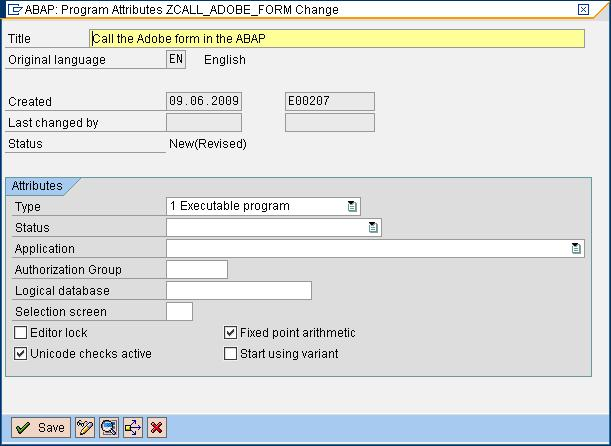 ABAP: Program Attributes ZCALL_ADOBE_FORM Change
Title Call the Adobe form in the ABAP
Original language EN English
Created 09.06.2009 E00207
Last changed by
Status New(Revised)
Attributes
Type 1 Executable program
Status
Application
Authorization Group
Logical database
Selection screen
Editor lock Fixed point arithmetic
Unicode checks active Start using variant
Save